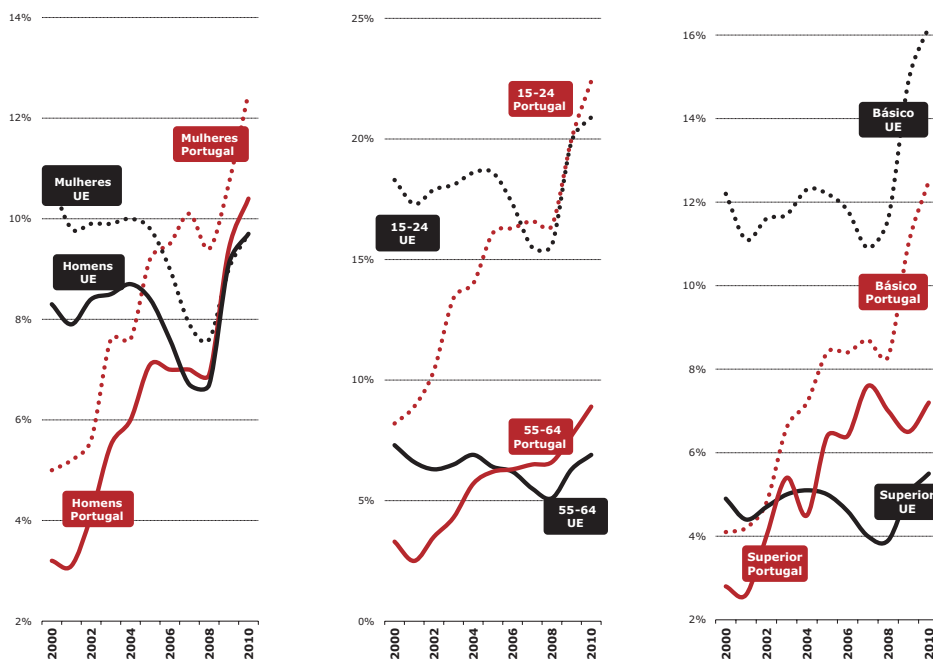 14%
12%
10%
8%
6%
4%
2%
Mulheres
Portugal
Mulheres
UE
Homens
UE
Homens
Portugal
2000
2002
2004
2006
2008
2010
25%
20%
15%
10%
5%
0%
15-24
Portugal
15-24
UE
55-64
Portugal
55-64
UE
2000
2002
2004
2006
2008
2010
16%
14%
12%
10%
8%
6%
4%
2%
Básico
UE
Básico
Portugal
Superior
UE
Superior
Portugal
2000
2002
2004
2006
2008
2010